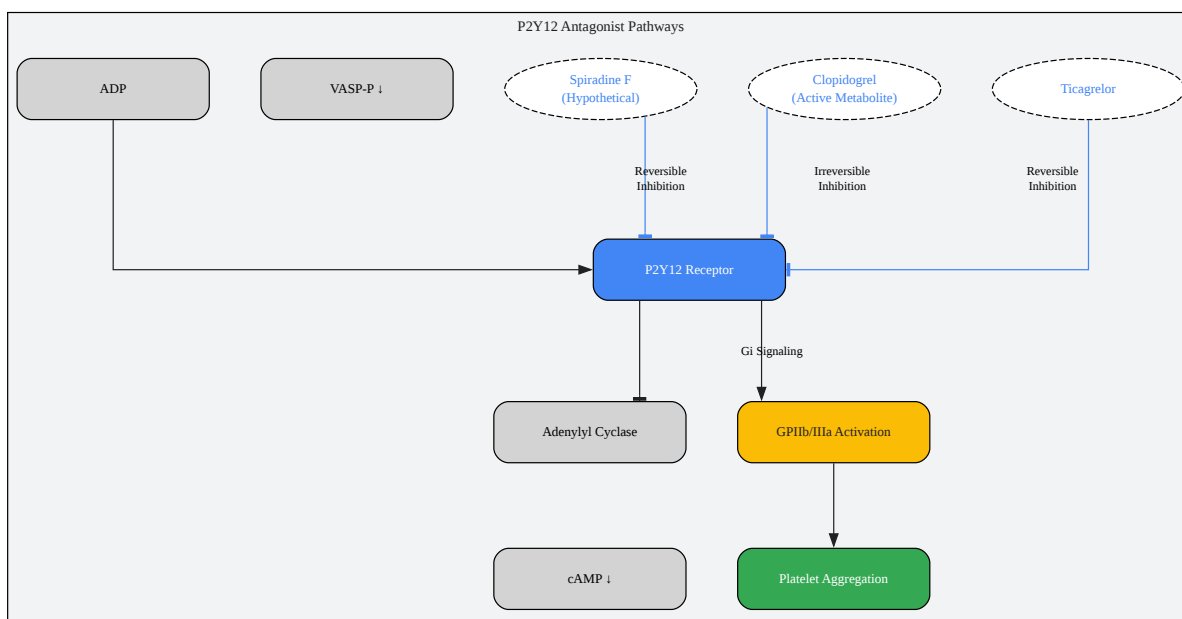 P2Y12 Antagonist Pathways
ADP
VASP-P ↓
Spiradine F
(Hypothetical)
Clopidogrel
(Active Metabolite)
Ticagrelor
Reversible
Inhibition
Irreversible
Inhibition
Reversible
Inhibition
P2Y12 Receptor
Gi Signaling
Adenylyl Cyclase
GPIIb/IIIa Activation
cAMP ↓
Platelet Aggregation